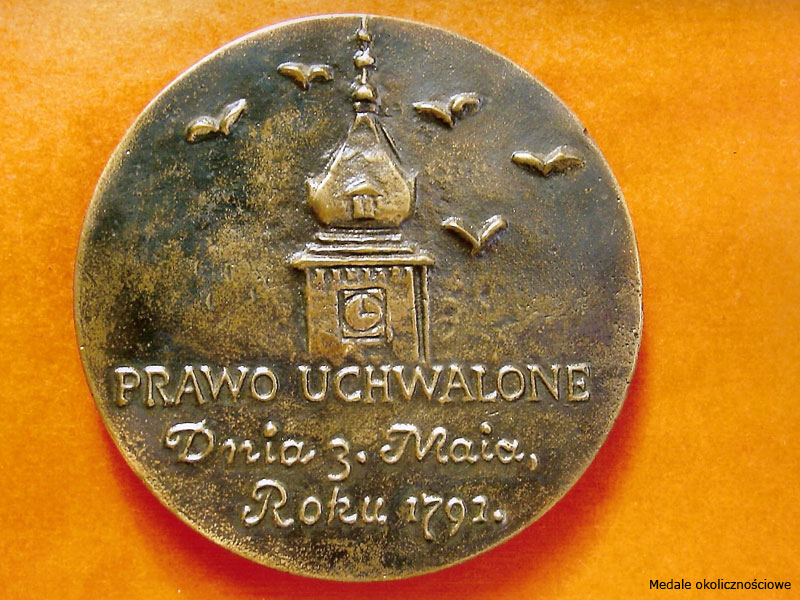 PRAWO UCHWALONE
Dnia 3. Maia,
Roku 1791.
Medale okolicznościowe